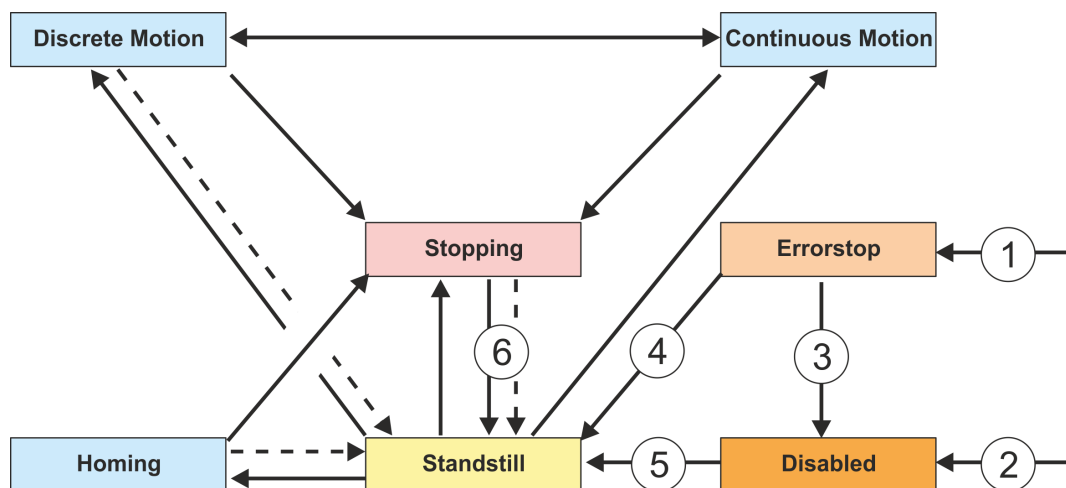 Discrete Motion
Continuous Motion
Stopping
Errorstop
1
6
4
3
Homing
Standstill
5
Disabled
2